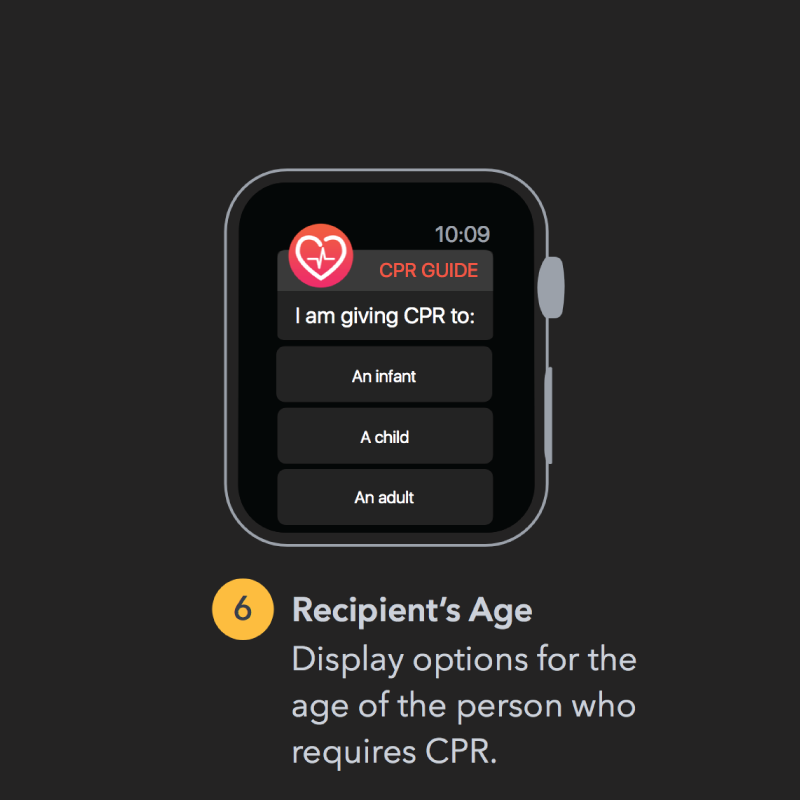 10:09
CPR GUIDE
I am giving CPR to:
An infant
A child
An adult
6
Recipient’s Age
Display options for the
age of the person who
requires CPR.